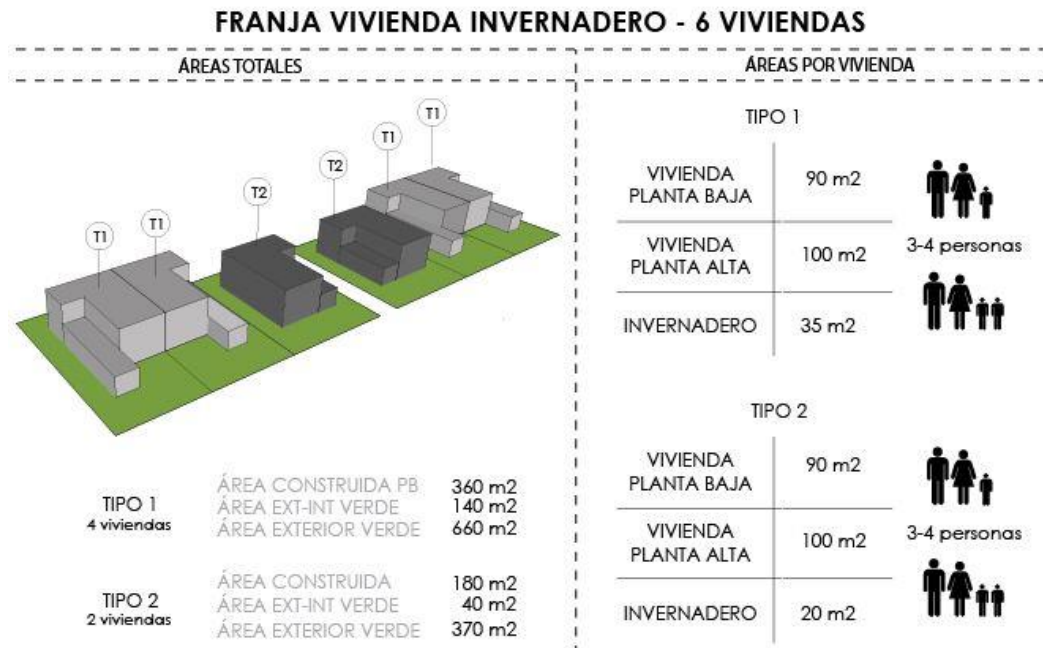 FRANJA VIVIENDA INVERNADERO - 6 VIVIENDAS
ÁREAS TOTALES
T1
T1
T2
T2
T1
T1
TIPO 1
4 viviendas
ÁREA CONSTRUIDA PB 360 m2
ÁREA EXT-INT VERDE 140 m2
ÁREA EXTERIOR VERDE 660 m2
TIPO 2
2 viviendas
ÁREA CONSTRUIDA 180 m2
ÁREA EXT-INT VERDE 40 m2
ÁREA EXTERIOR VERDE 370 m2
ÁREAS POR VIVIENDA
TIPO 1
VIVIENDA
PLANTA BAJA
90 m2
VIVIENDA
PLANTA ALTA
100 m2
INVERNADERO 35 m2
3-4 personas
TIPO 2
VIVIENDA
PLANTA BAJA
90 m2
VIVIENDA
PLANTA ALTA
100 m2
INVERNADERO 20 m2
3-4 personas